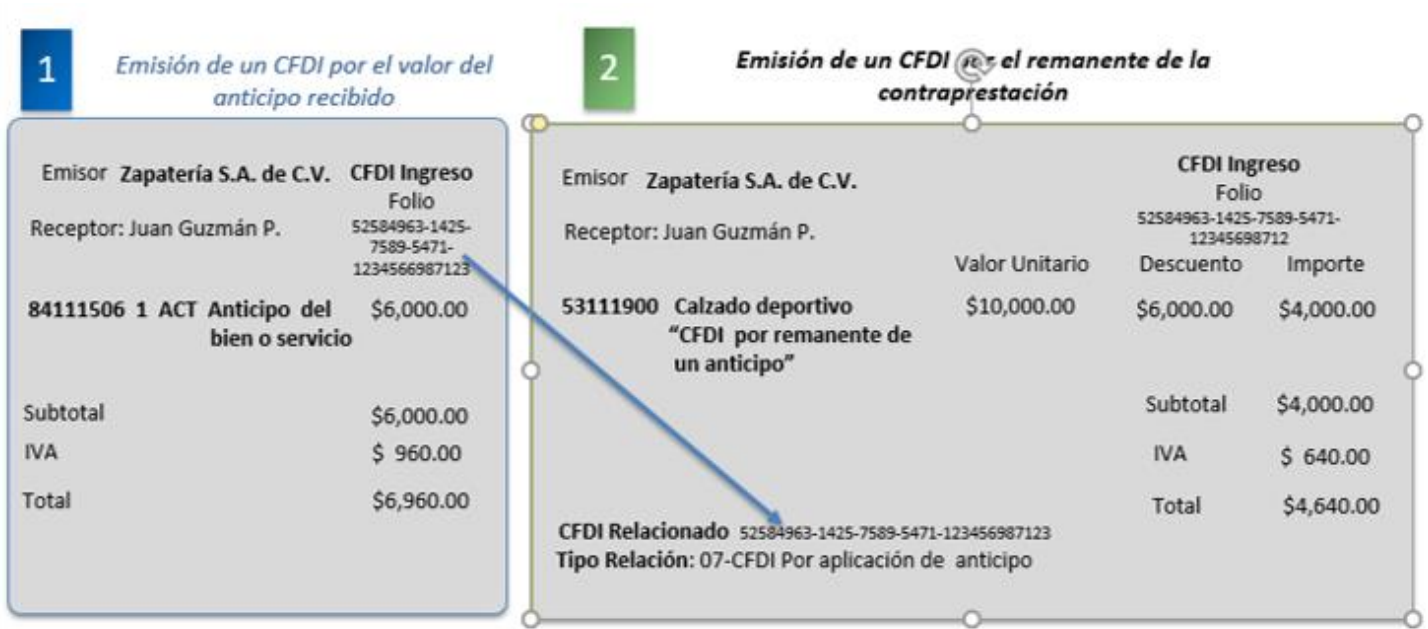 1
Emisión de un CFDI por el valor del
anticipo recibido
Emisor Zapatería S.A. de C.V. CFDI Ingreso
Folio
Receptor: Juan Guzmán P. 52584963-1425-
7589-5471-
1234566987123
84111506 1 ACT Anticipo del $6,000.00
bien o servicio
Subtotal $6,000.00
IVA $ 960.00
Total $6,960.00
2
Emisión de un CFDI el remanente de la
contraprestación
CFDI Ingreso
Emisor Zapatería S.A. de C.V. Folio
52584963-1425-7589-5471-
Receptor: Juan Guzmán P. 12345698712
Valor Unitario Descuento Importe
53111900 Calzado deportivo $10,000.00 $6,000.00 $4,000.00
“CFDI por remanente de
un anticipo”
Subtotal $4,000.00
IVA $ 640.00
Total $4,640.00
CFDI Relacionado 52584963-1425-7589-5471-123456987123
Tipo Relación: 07-CFDI Por aplicación de anticipo